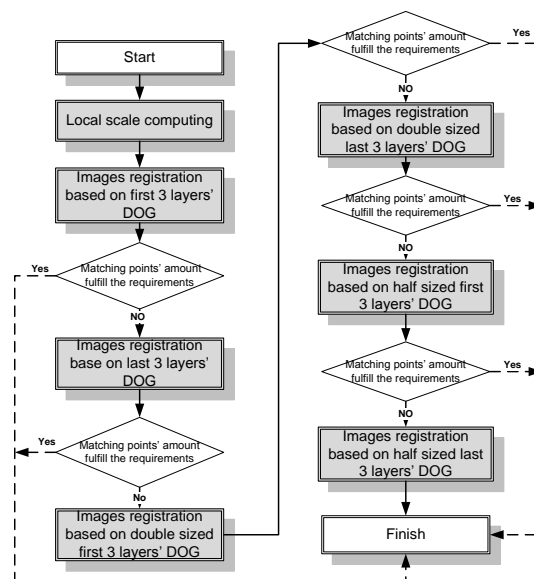 Start
Local scale computing
Images registration
based on first 3 layers'
DOG
Yes
Matching points' amount
fulfill the requirements
NO
Images registration
base on last 3 layers'
DOG
Yes
Matching points' amount
fulfill the requirements
No
Images registration
based on double sized
first 3 layers' DOG
Matching points' amount
fulfill the requirements
Yes
NO
Images registration
based on double sized
last 3 layers' DOG
Matching points' amount
fulfill the requirements
Yes
NO
Images registration
based on half sized first
3 layers' DOG
Matching points' amount
fulfill the requirements
Yes
NO
Images registration
based on half sized last
3 layers' DOG
Finish